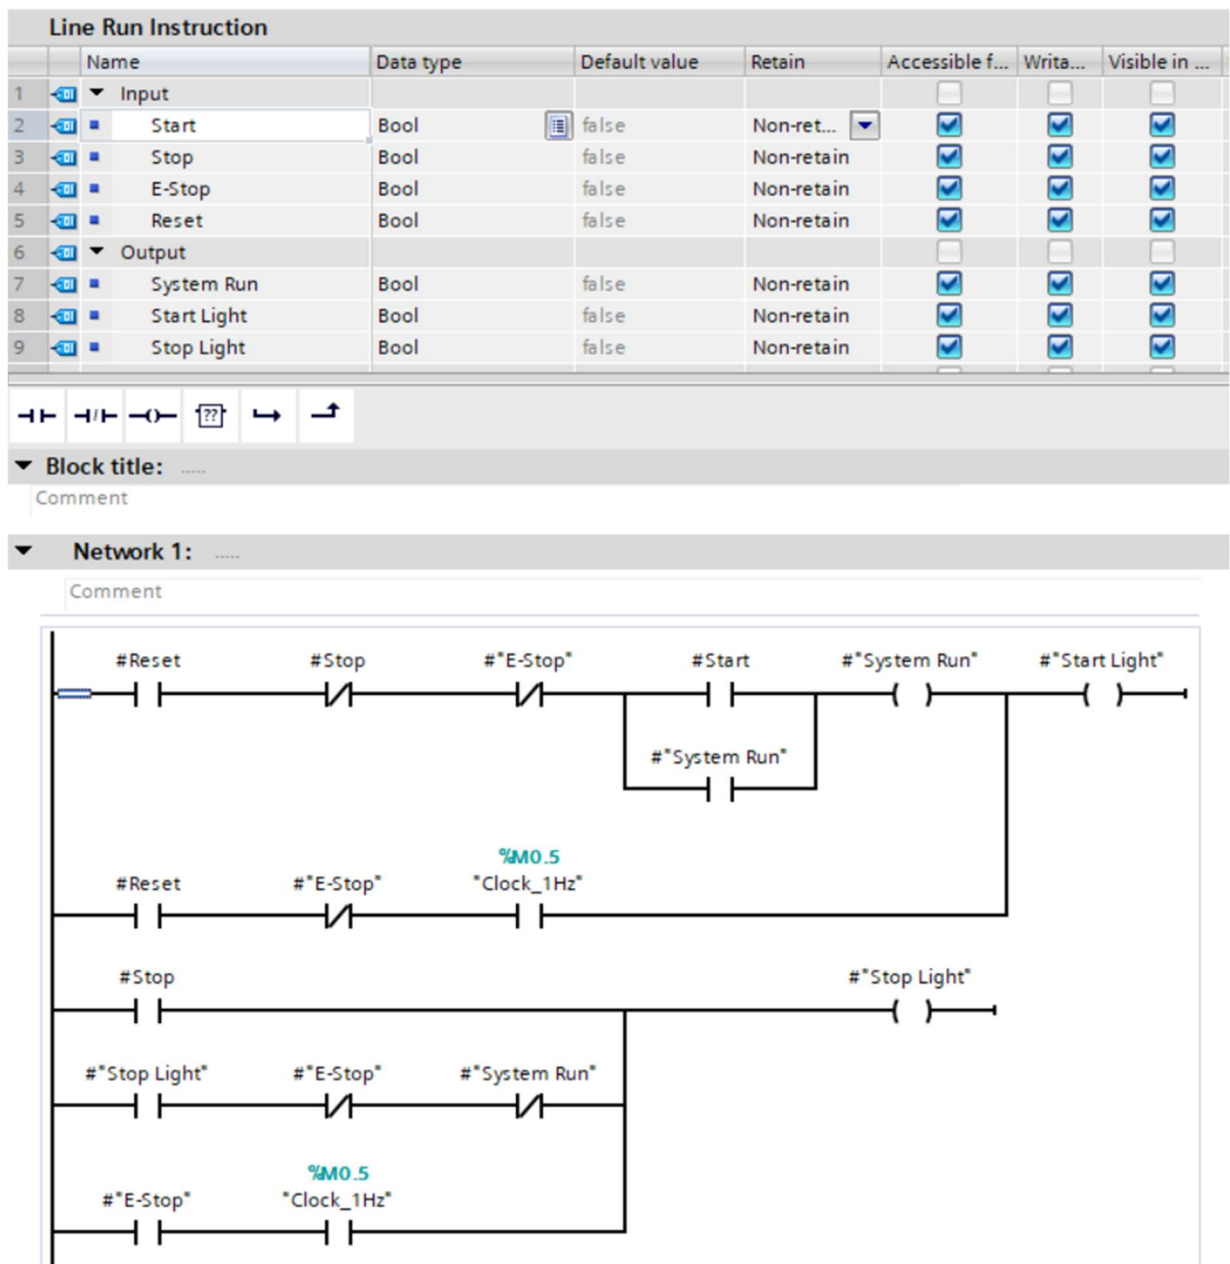 Line Run Instruction
Name Data type Default value Retain Accessible f... Writa... Visible in ...
1 Input
2 Start Bool false Non-ret...
3 Stop Bool false Non-retain
4 E-Stop Bool false Non-retain
5 Reset Bool false Non-retain
6 Output
7 System Run Bool false Non-retain
8 Start Light Bool false Non-retain
9 Stop Light Bool false Non-retain
??
Block title: .....
Comment
Network 1: .....
Comment
#Reset #Stop #"E-Stop" #Start #"System Run" #"Start Light"
#"System Run"
%M0.5
#Reset #"E-Stop" "Clock_1Hz"
#Stop #"Stop Light"
#"Stop Light" #"E-Stop" #"System Run"
%M0.5
#"E-Stop" "Clock_1Hz"